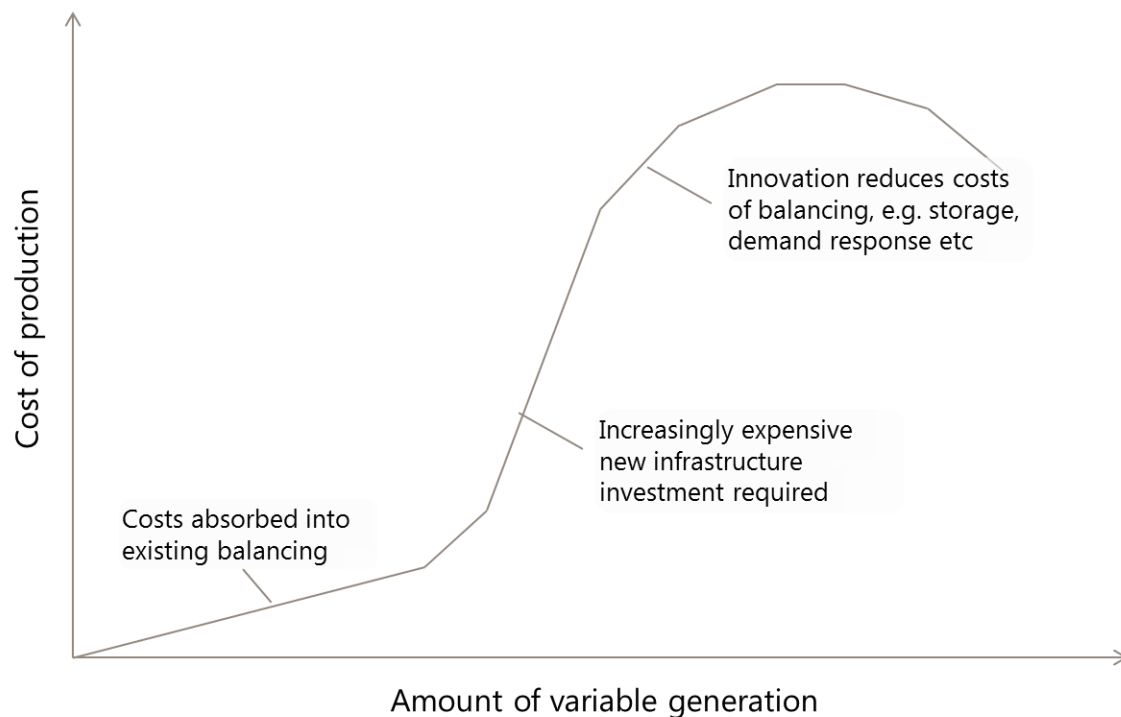 Cost of production
Innovation reduces costs
of balancing, e.g. storage,
demand response etc
Increasingly expensive
new infrastructure
investment required
Costs absorbed into
existing balancing
Amount of variable generation